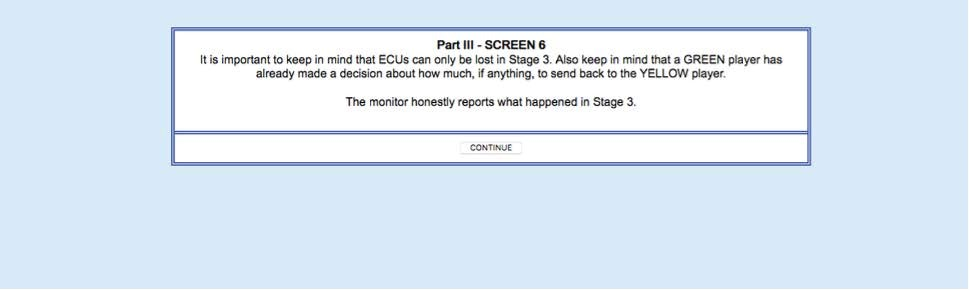 Part III - SCREEN 6
It is important to keep in mind that ECUs can only be lost in Stage 3. Also keep in mind that a GREEN player has
already made a decision about how much, if anything, to send back to the YELLOW player.
The monitor honestly reports what happened in Stage 3.
CONTINUE